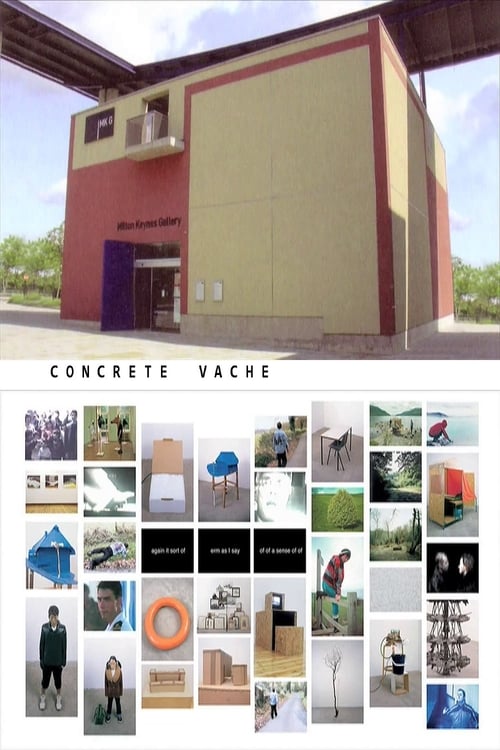 MK G
Milton Keynes Gallery
CONCRETE VACHE
again it sort of
erm as I say
of of a sense of of